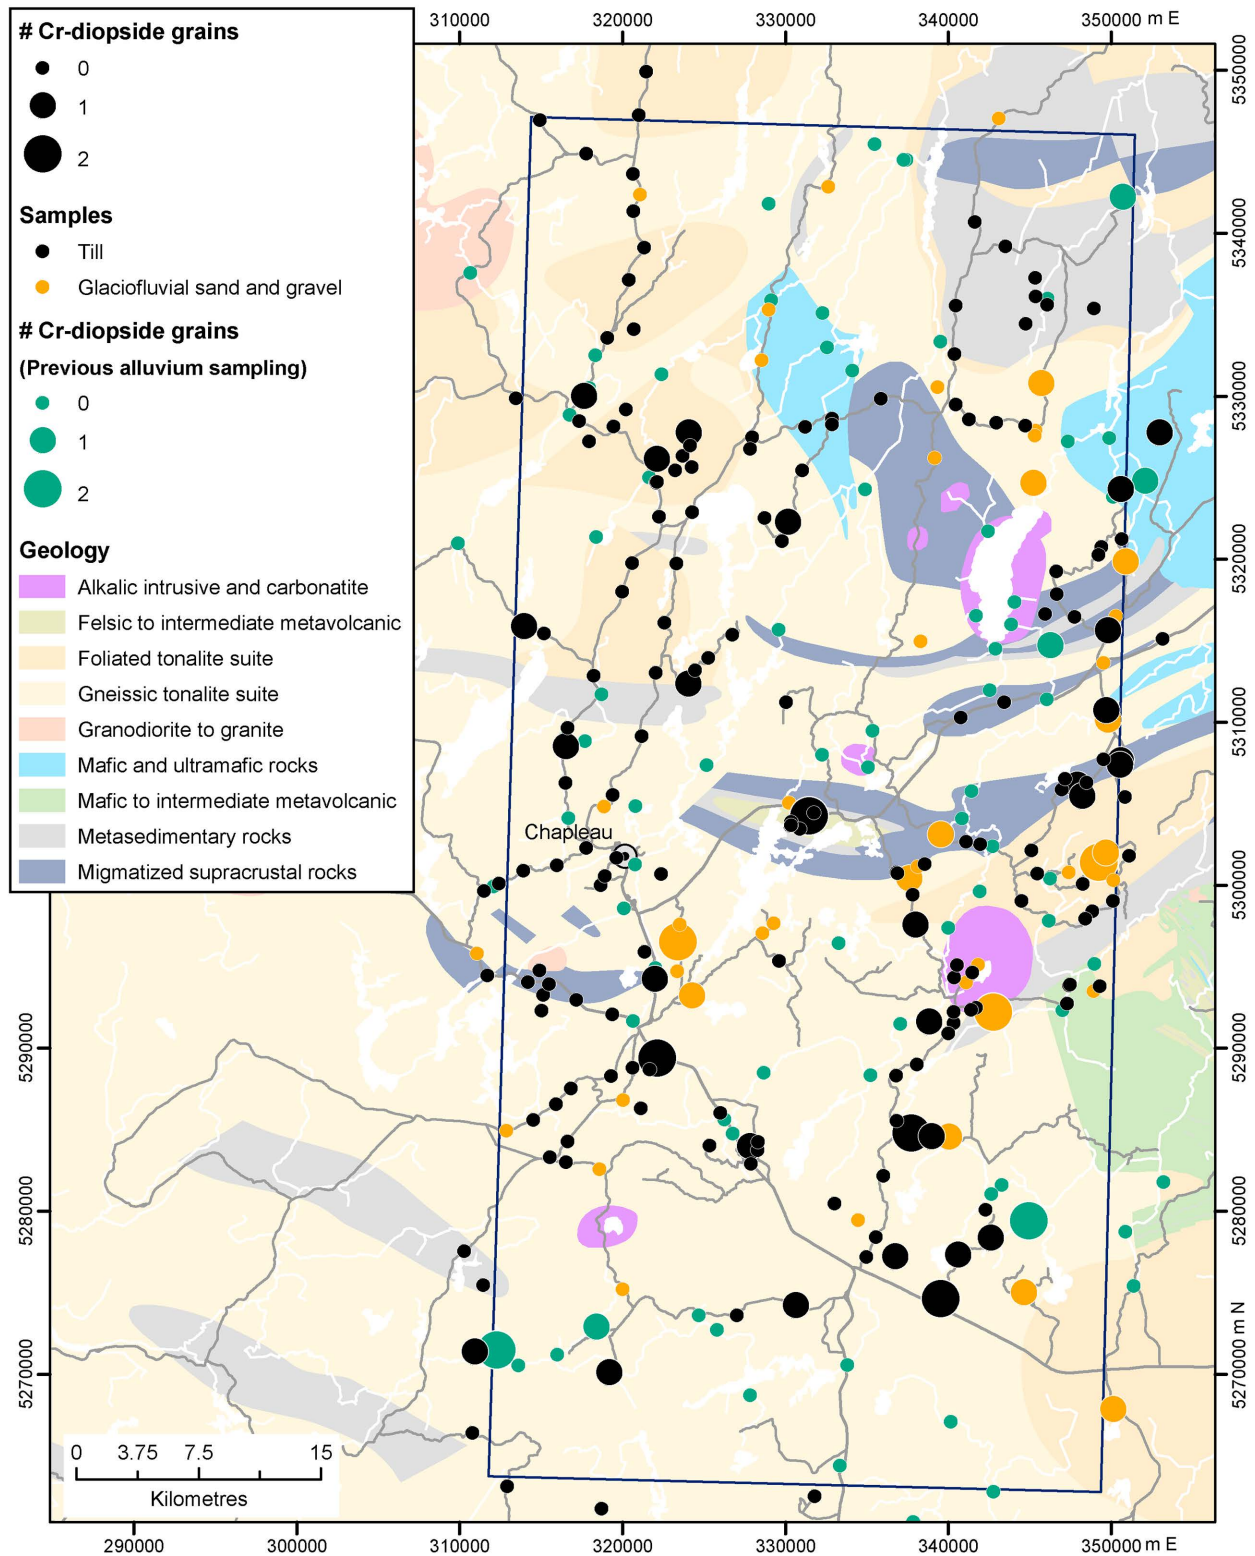 310000
320000
330000
340000
350000 m E
# Cr-diopside grains
0
1
2
Samples
Till
Glaciofluvial sand and gravel
# Cr-diopside grains
(Previous alluvium sampling)
0
1
2
Geology
Alkalic intrusive and carbonatite
Felsic to intermediate metavolcanic
Foliated tonalite suite
Gneissic tonalite suite
Granodiorite to granite
Mafic and ultramafic rocks
Mafic to intermediate metavolcanic
Metasedimentary rocks
Migmatized supracrustal rocks
5350000
5340000
5330000
5320000
5310000
5300000
5290000
5280000
5270000 m N
Chapleau
5290000
5280000
5270000
0 3.75 7.5 15
Kilometres
290000
300000
310000
320000
330000
340000
350000 m E